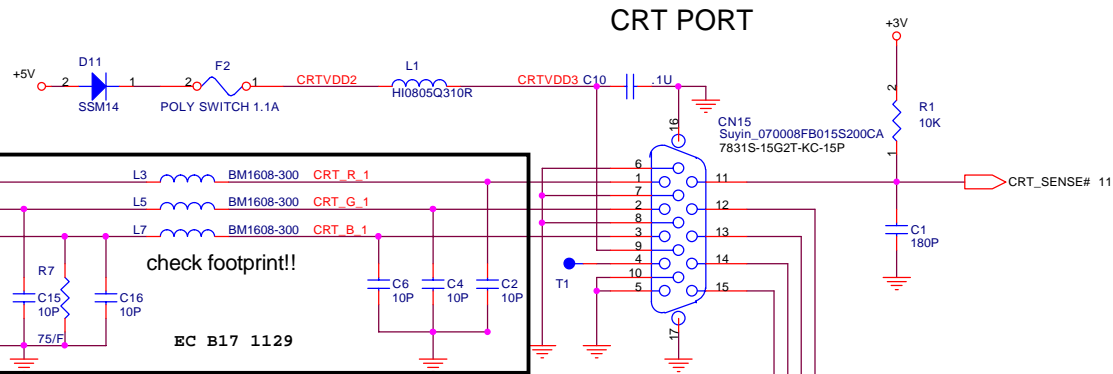 CRT PORT
+3V
D11
F2
L1
+5V
2
1
2
1
CRTVDD2
CRTVDD3
C10
.1U
SSM14
POLY SWITCH 1.1A
HI0805Q310R
2
R1
10K
1
16
CN15
Suyin_070008FB015S200CA
7831S-15G2T-KC-15P
L3
BM1608-300
CRT_R_1
L5
BM1608-300
CRT_G_1
L7
BM1608-300
CRT_B_1
check footprint!!
6
1
7
2
8
3
9
4
10
5
11
12
13
14
15
17
CRT_SENSE#
11
C1
180P
T1
R7
C15
10P
C16
10P
75/F
C6
10P
C4
10P
C2
10P
EC B17 1129